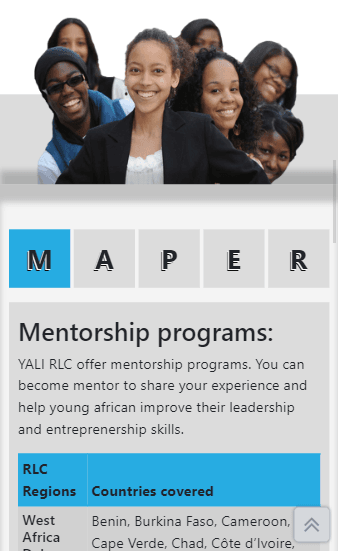 M A P E R
Mentorship programs:
YALI RLC offer mentorship programs. You can
become mentor to share your experience and
help young african improve their leadership
and entreprenership skills.
RLC
Regions Countries covered
West Benin, Burkina Faso, Cameroon,
Africa Cape Verde, Chad, Côte d’Ivoire,